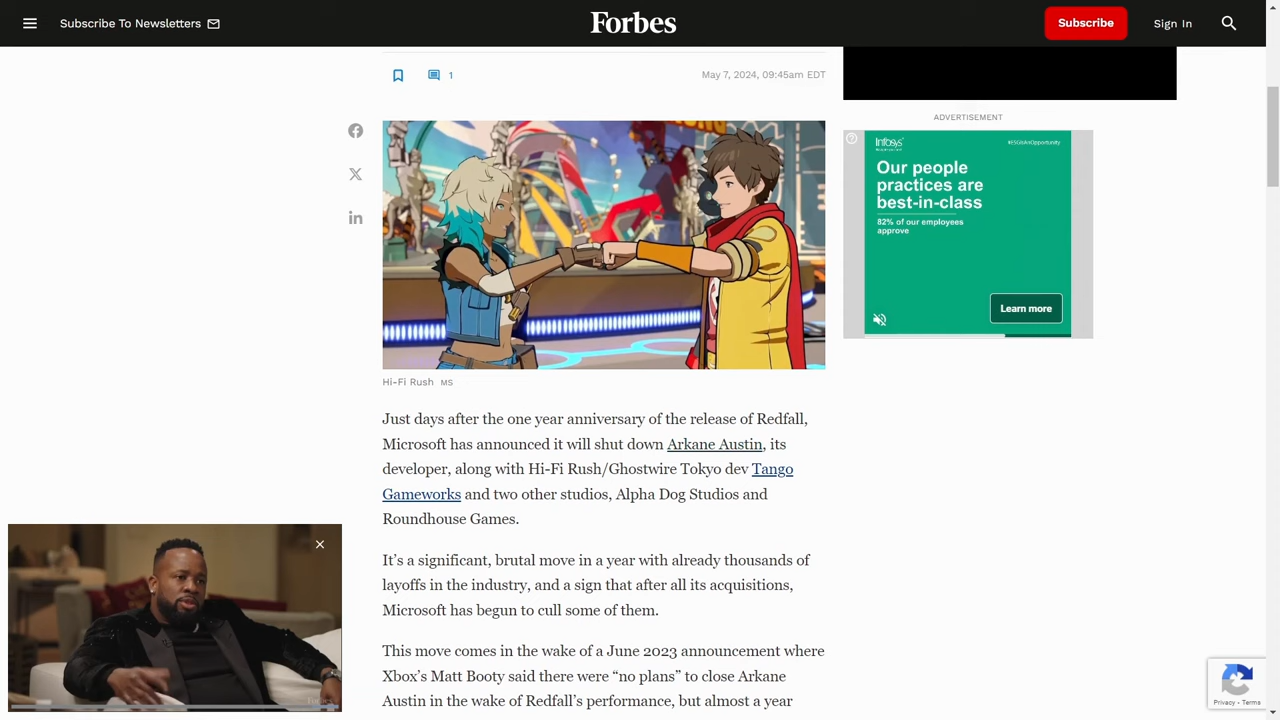 Subscribe To Newsletters
Forbes
Subscribe
Sign In
1
May 7, 2024, 09:45am EDT
ADVERTISEMENT
Infosys
#ESGisAnOpportunity
Our people
practices are
best-in-class
82% of our employees
approve
Learn more
Hi-Fi Rush MS
Just days after the one year anniversary of the release of Redfall,
Microsoft has announced it will shut down Arkane Austin, its
developer, along with Hi-Fi Rush/Ghostwire Tokyo dev Tango
Gameworks and two other studios, Alpha Dog Studios and
Roundhouse Games.
It’s a significant, brutal move in a year with already thousands of
layoffs in the industry, and a sign that after all its acquisitions,
Microsoft has begun to cull some of them.
This move comes in the wake of a June 2023 announcement where
Xbox’s Matt Booty said there were “no plans” to close Arkane
Austin in the wake of Redfall’s performance, but almost a year
Forbes
Privacy - Terms